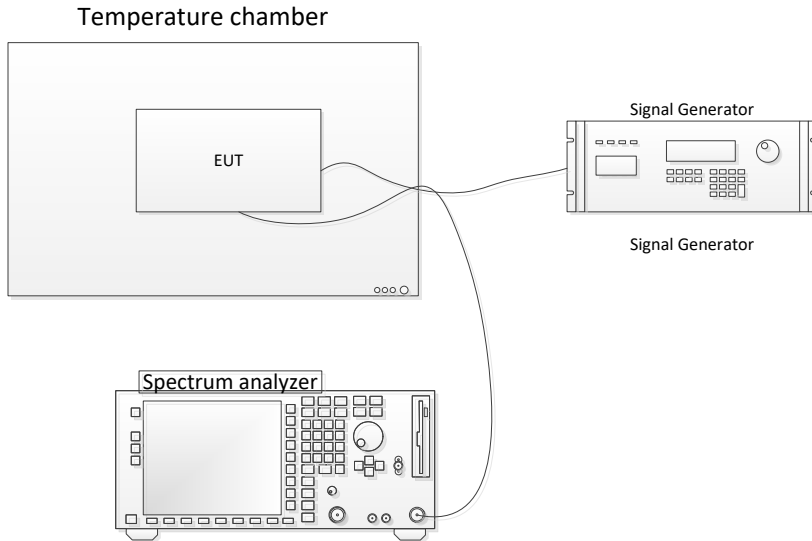 Temperature chamber
Signal Generator
EUT
Signal Generator
Spectrum analyzer